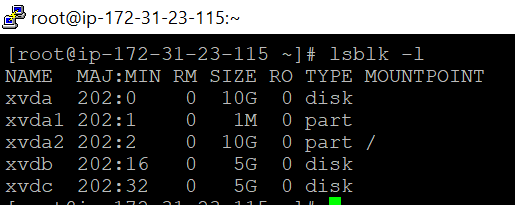 root@ip-172-31-23-115:~
[root@ip-172-31-23-115 ~]# lsblk -l
NAME  MAJ:MIN RM SIZE RO TYPE MOUNTPOINT
xvda  202:0    0  10G  0 disk
xvda1 202:1    0   1M  0 part
xvda2 202:2    0  10G  0 part /
xvdb  202:16   0   5G  0 disk
xvdc  202:32   0   5G  0 disk
[root@ip-172-31-23-115 ~]#